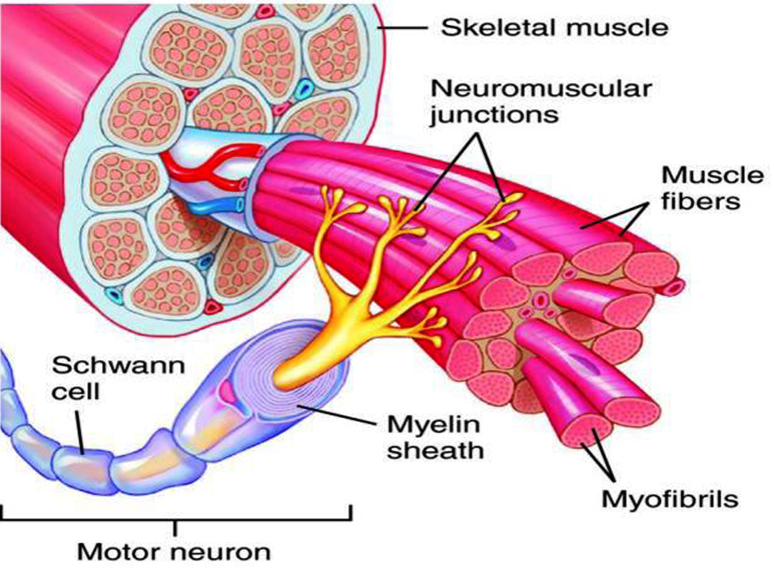 Skeletal muscle
Neuromuscular
junctions
Muscle
fibers
Schwann
cell
Myelin
sheath
Myofibrils
Motor neuron